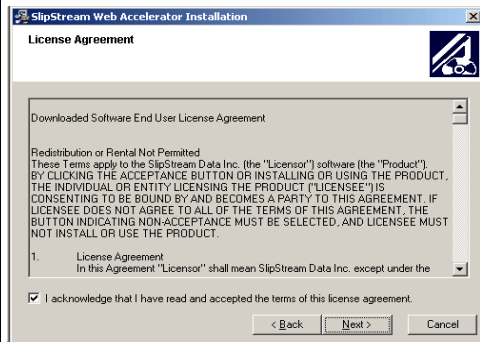 SlipStream Web Accelerator Installation
License Agreement
Downloaded Software End User License Agreement
Redistribution or Rental Not Permitted
These Terms apply to the SlipStream Data Inc. (the "Licensor") software (the "Product").
BY CLICKING THE ACCEPTANCE BUTTON OR INSTALLING OR USING THE PRODUCT,
THE INDIVIDUAL OR ENTITY LICENSING THE PRODUCT ("LICENSEE") IS
CONSENTING TO BE BOUND BY AND BECOMES A PARTY TO THIS AGREEMENT. IF
LICENSEE DOES NOT AGREE TO ALL OF THE TERMS OF THIS AGREEMENT, THE
BUTTON INDICATING NON-ACCEPTANCE MUST BE SELECTED, AND LICENSEE MUST
NOT INSTALL OR USE THE PRODUCT.
1. License Agreement
In this Agreement "Licensor" shall mean SlipStream Data Inc. except under the
I acknowledge that I have read and accepted the terms of this license agreement.
< Back Next > Cancel